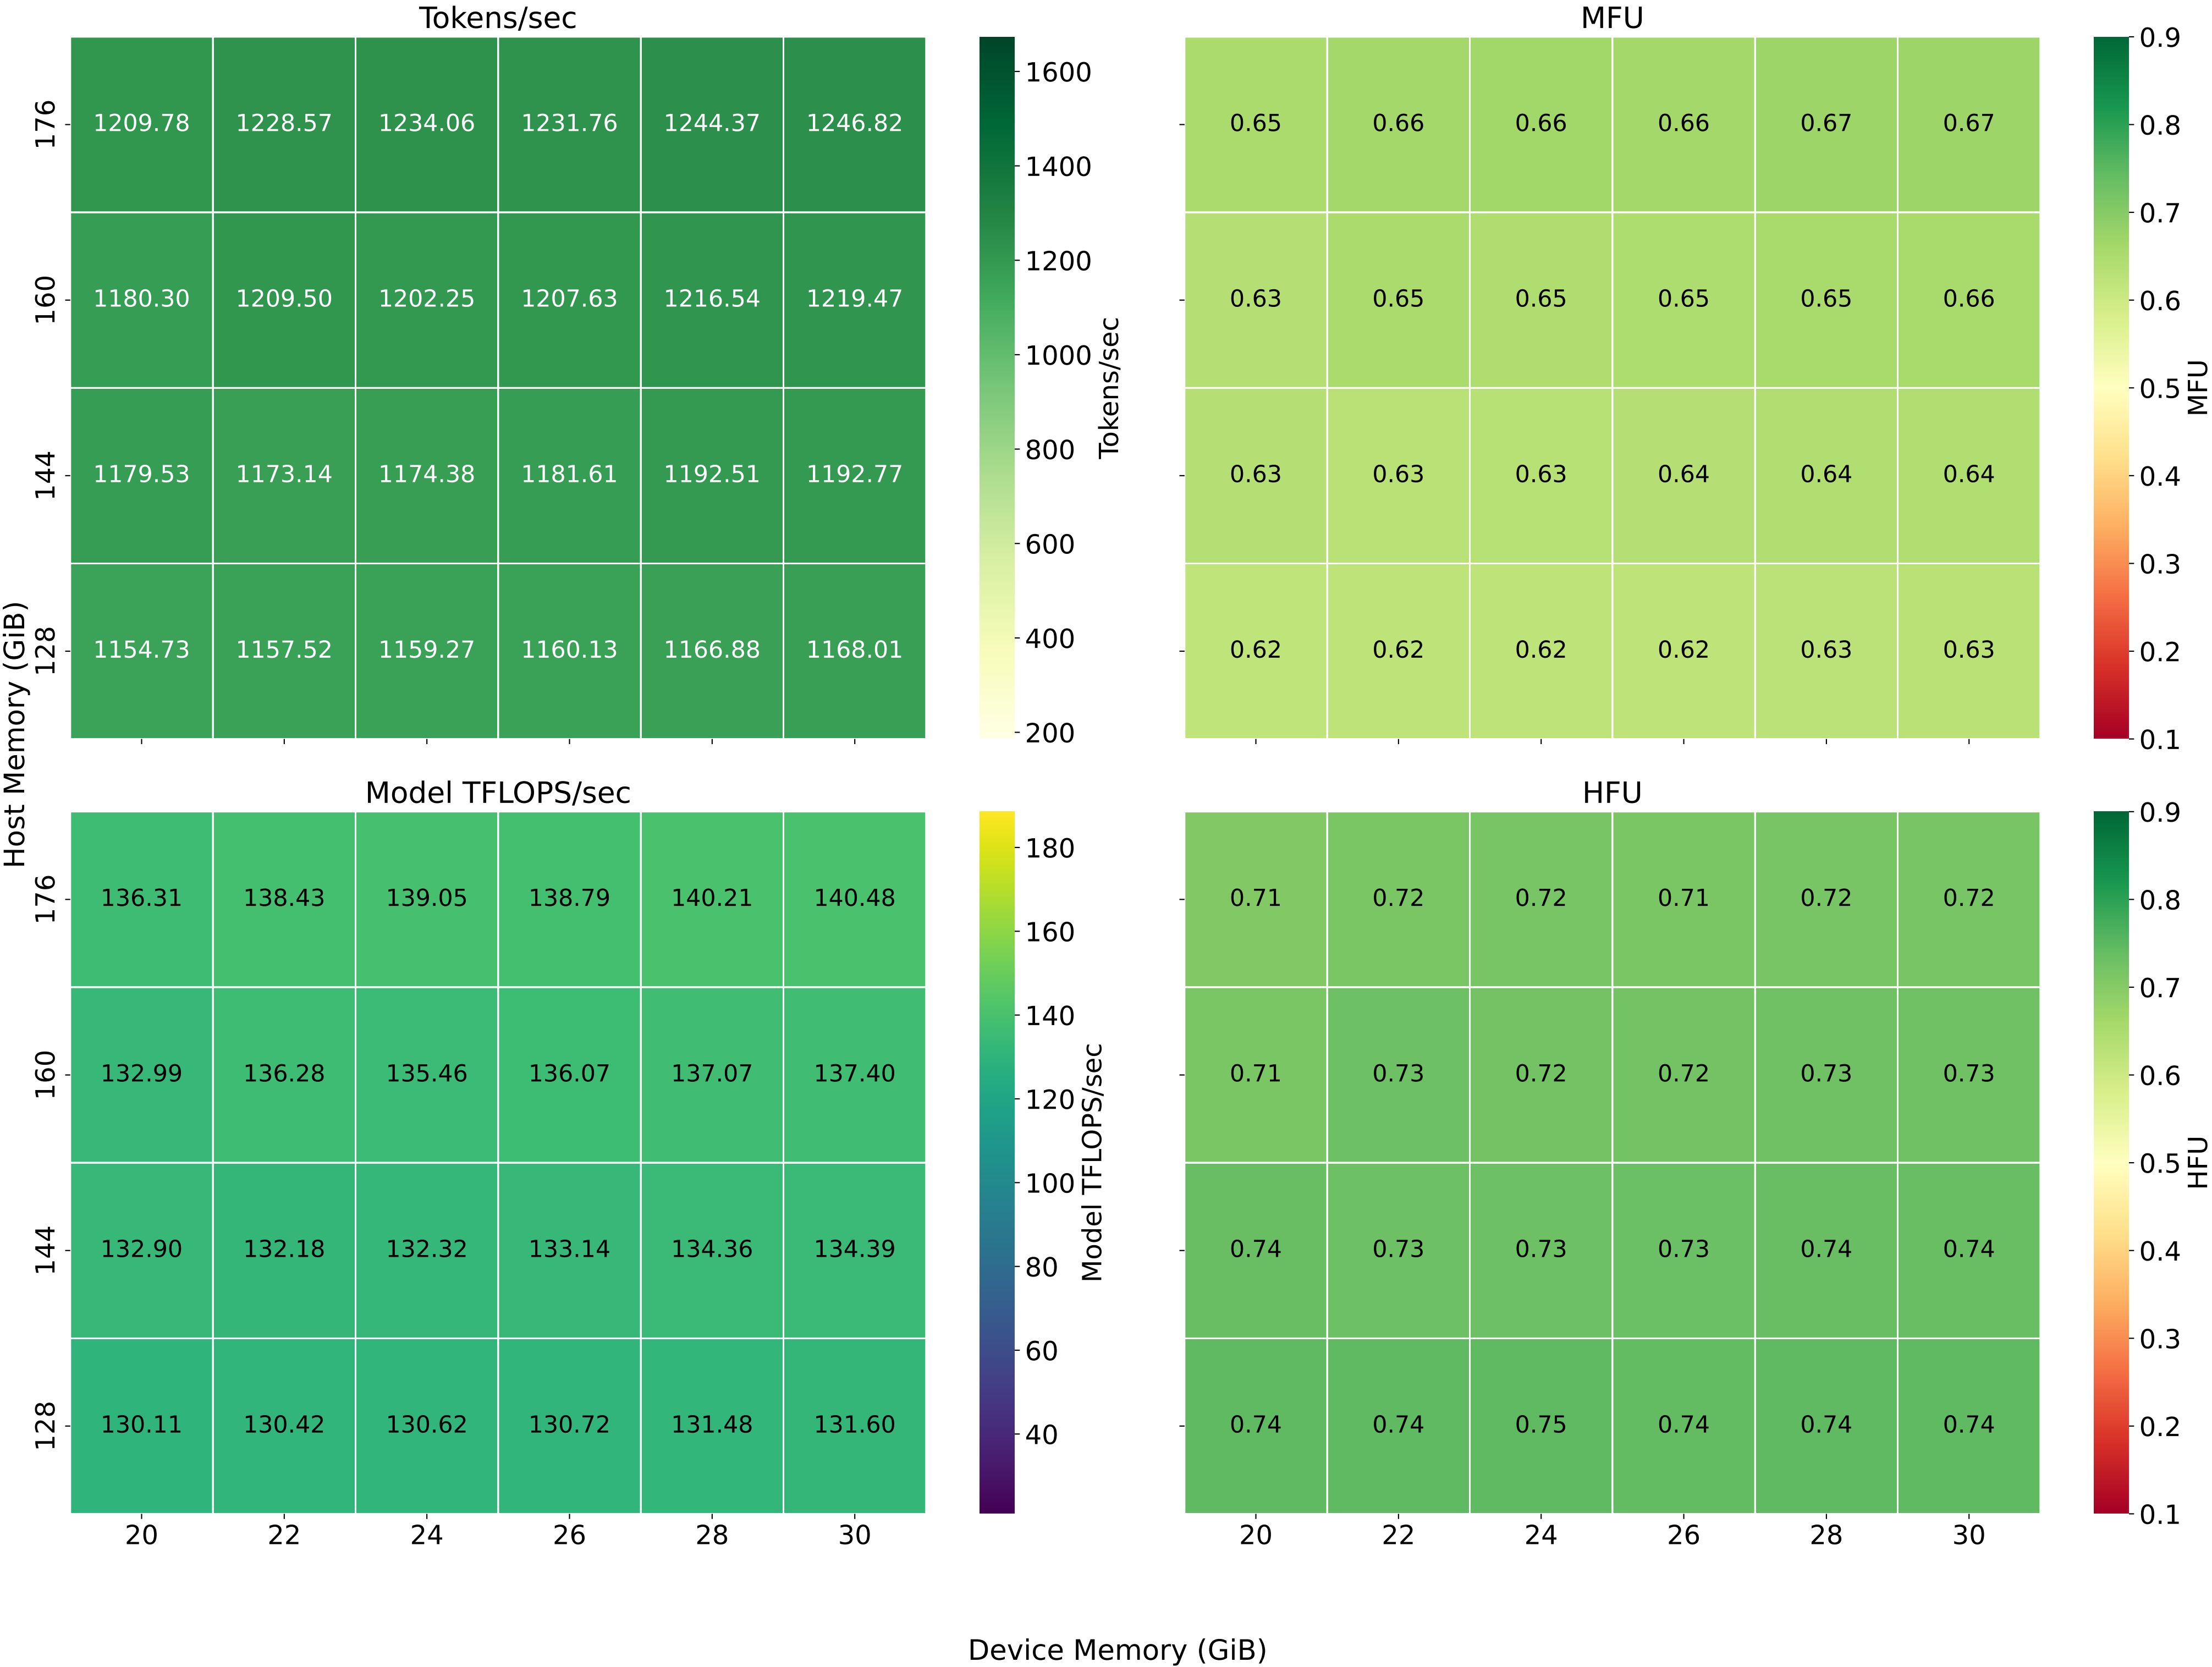 Tokens/sec
176 1209.78 1228.57 1234.06 1231.76 1244.37 1246.82
160 1180.30 1209.50 1202.25 1207.63 1216.54 1219.47
144 1179.53 1173.14 1174.38 1181.61 1192.51 1192.77
128 1154.73 1157.52 1159.27 1160.13 1166.88 1168.01
1600
1400
1200
1000
800
600
400
200
Tokens/sec
MFU
0.65 0.66 0.66 0.66 0.67 0.67
0.63 0.65 0.65 0.65 0.65 0.66
0.63 0.63 0.63 0.64 0.64 0.64
0.62 0.62 0.62 0.62 0.63 0.63
0.9
0.8
0.7
0.6
0.5
0.4
0.3
0.2
0.1
MFU
Host Memory (GiB)
Model TFLOPS/sec
176 136.31 138.43 139.05 138.79 140.21 140.48
160 132.99 136.28 135.46 136.07 137.07 137.40
144 132.90 132.18 132.32 133.14 134.36 134.39
128 130.11 130.42 130.62 130.72 131.48 131.60
20 22 24 26 28 30
180
160
140
120
100
80
60
40
Model TFLOPS/sec
HFU
0.71 0.72 0.72 0.71 0.72 0.72
0.71 0.73 0.72 0.72 0.73 0.73
0.74 0.73 0.73 0.73 0.74 0.74
0.74 0.74 0.75 0.74 0.74 0.74
20 22 24 26 28 30
0.9
0.8
0.7
0.6
0.5
0.4
0.3
0.2
0.1
HFU
Device Memory (GiB)